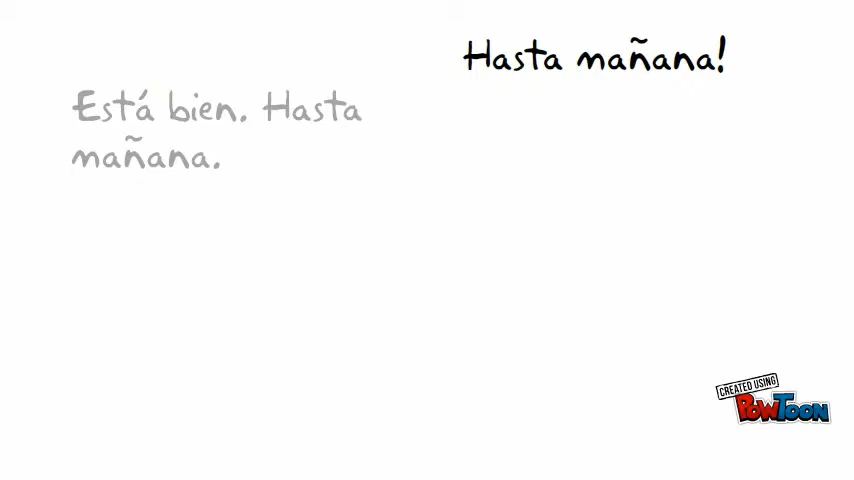 Hasta mañana!
Está bien. Hasta
mañana.
CREATED USING
POWTOON